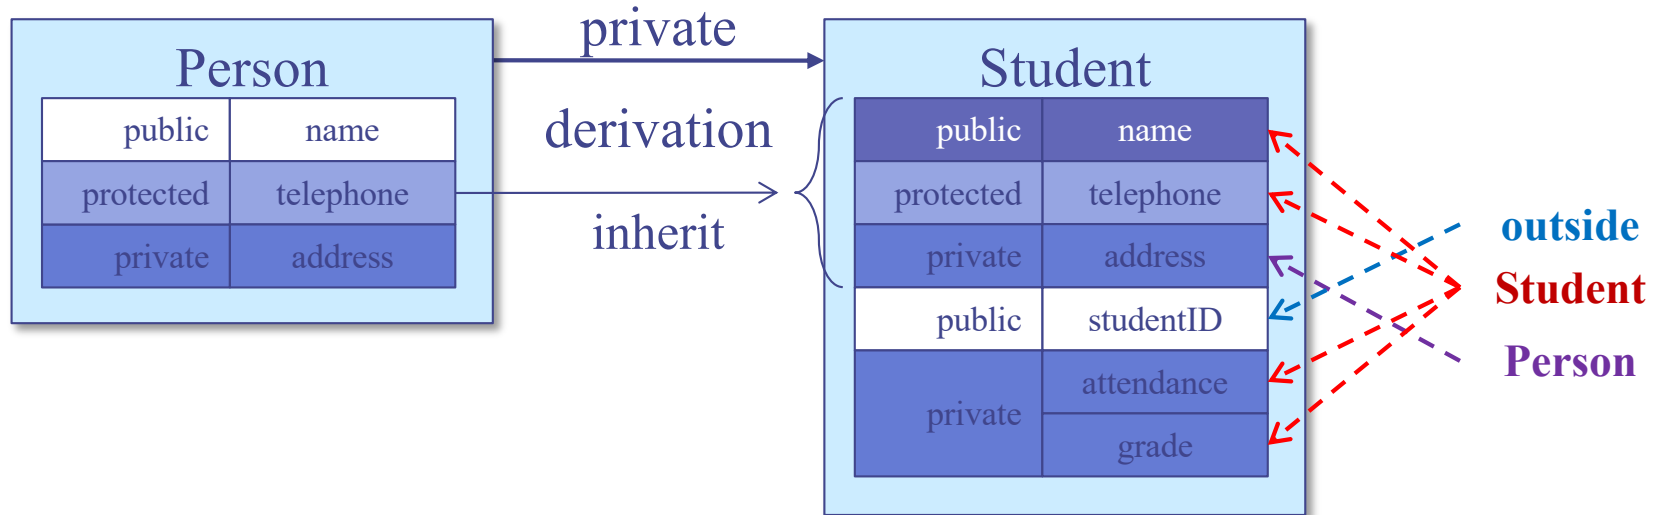 private
Person
Student
public name
derivation
public name
protected telephone
protected telephone
inherit
outside
private address
private address
Student
public studentID
Person
attendance
private
grade